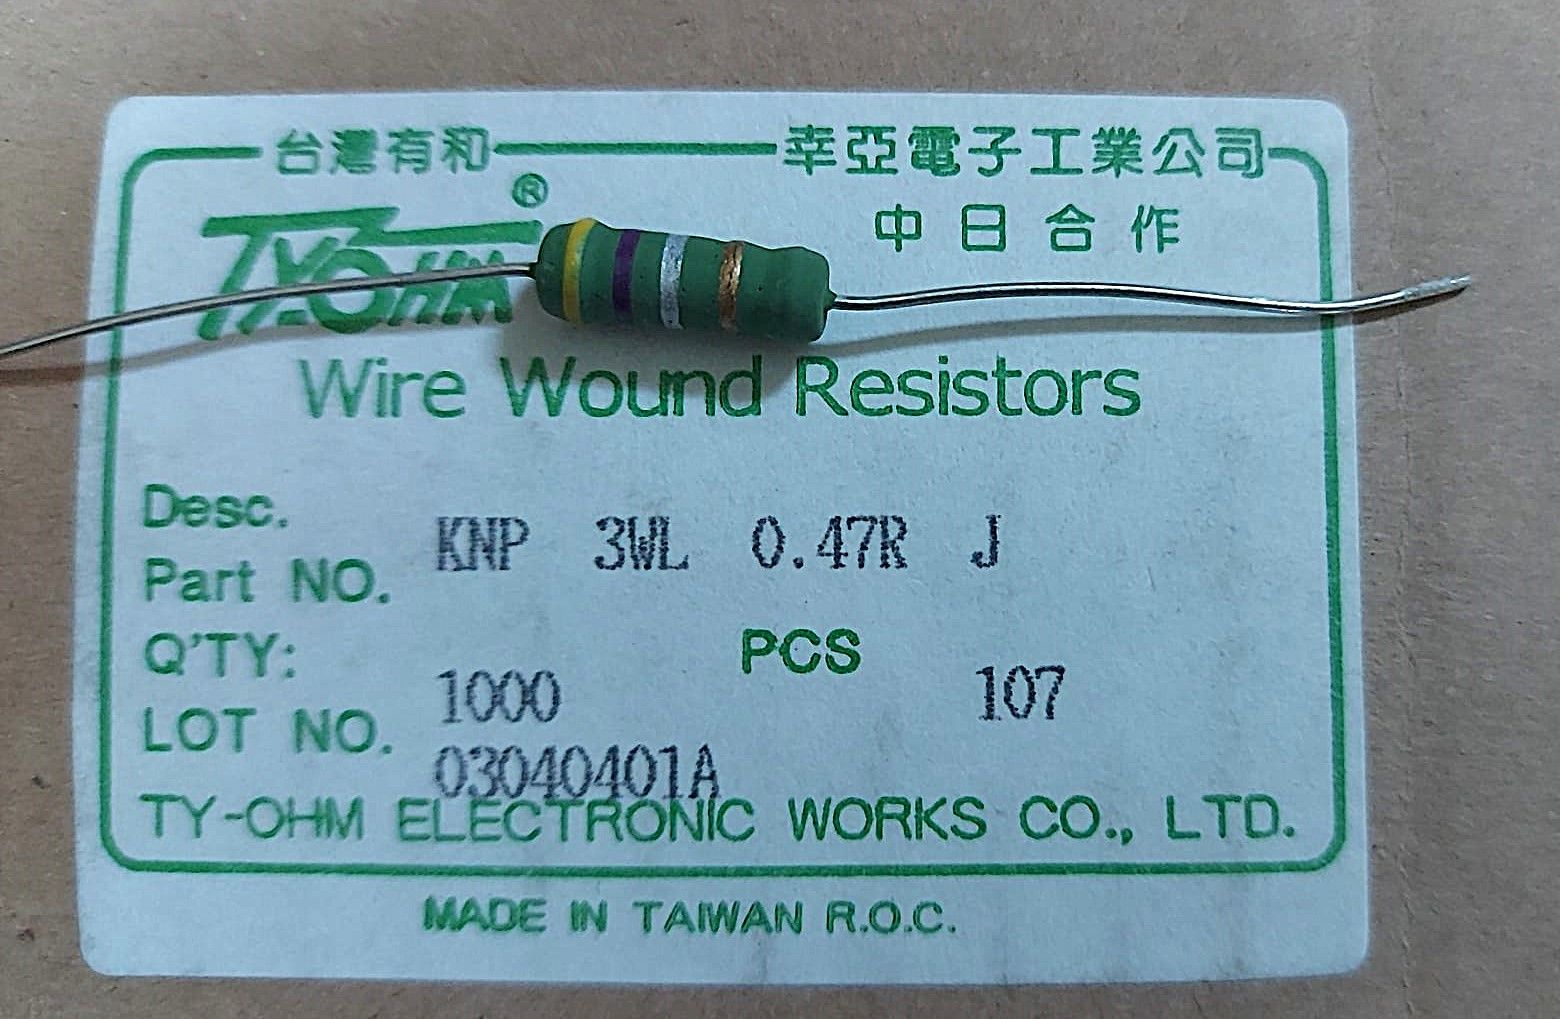 台灣有和 幸亞電子工業公司
TY-OHM ®
中日合作
Wire Wound Resistors
Desc.
KNP 3WL 0.47R J
Part NO.
Q'TY: PCS
1000 107
LOT NO.
03040401A
TY-OHM ELECTRONIC WORKS CO., LTD.
MADE IN TAIWAN R.O.C.